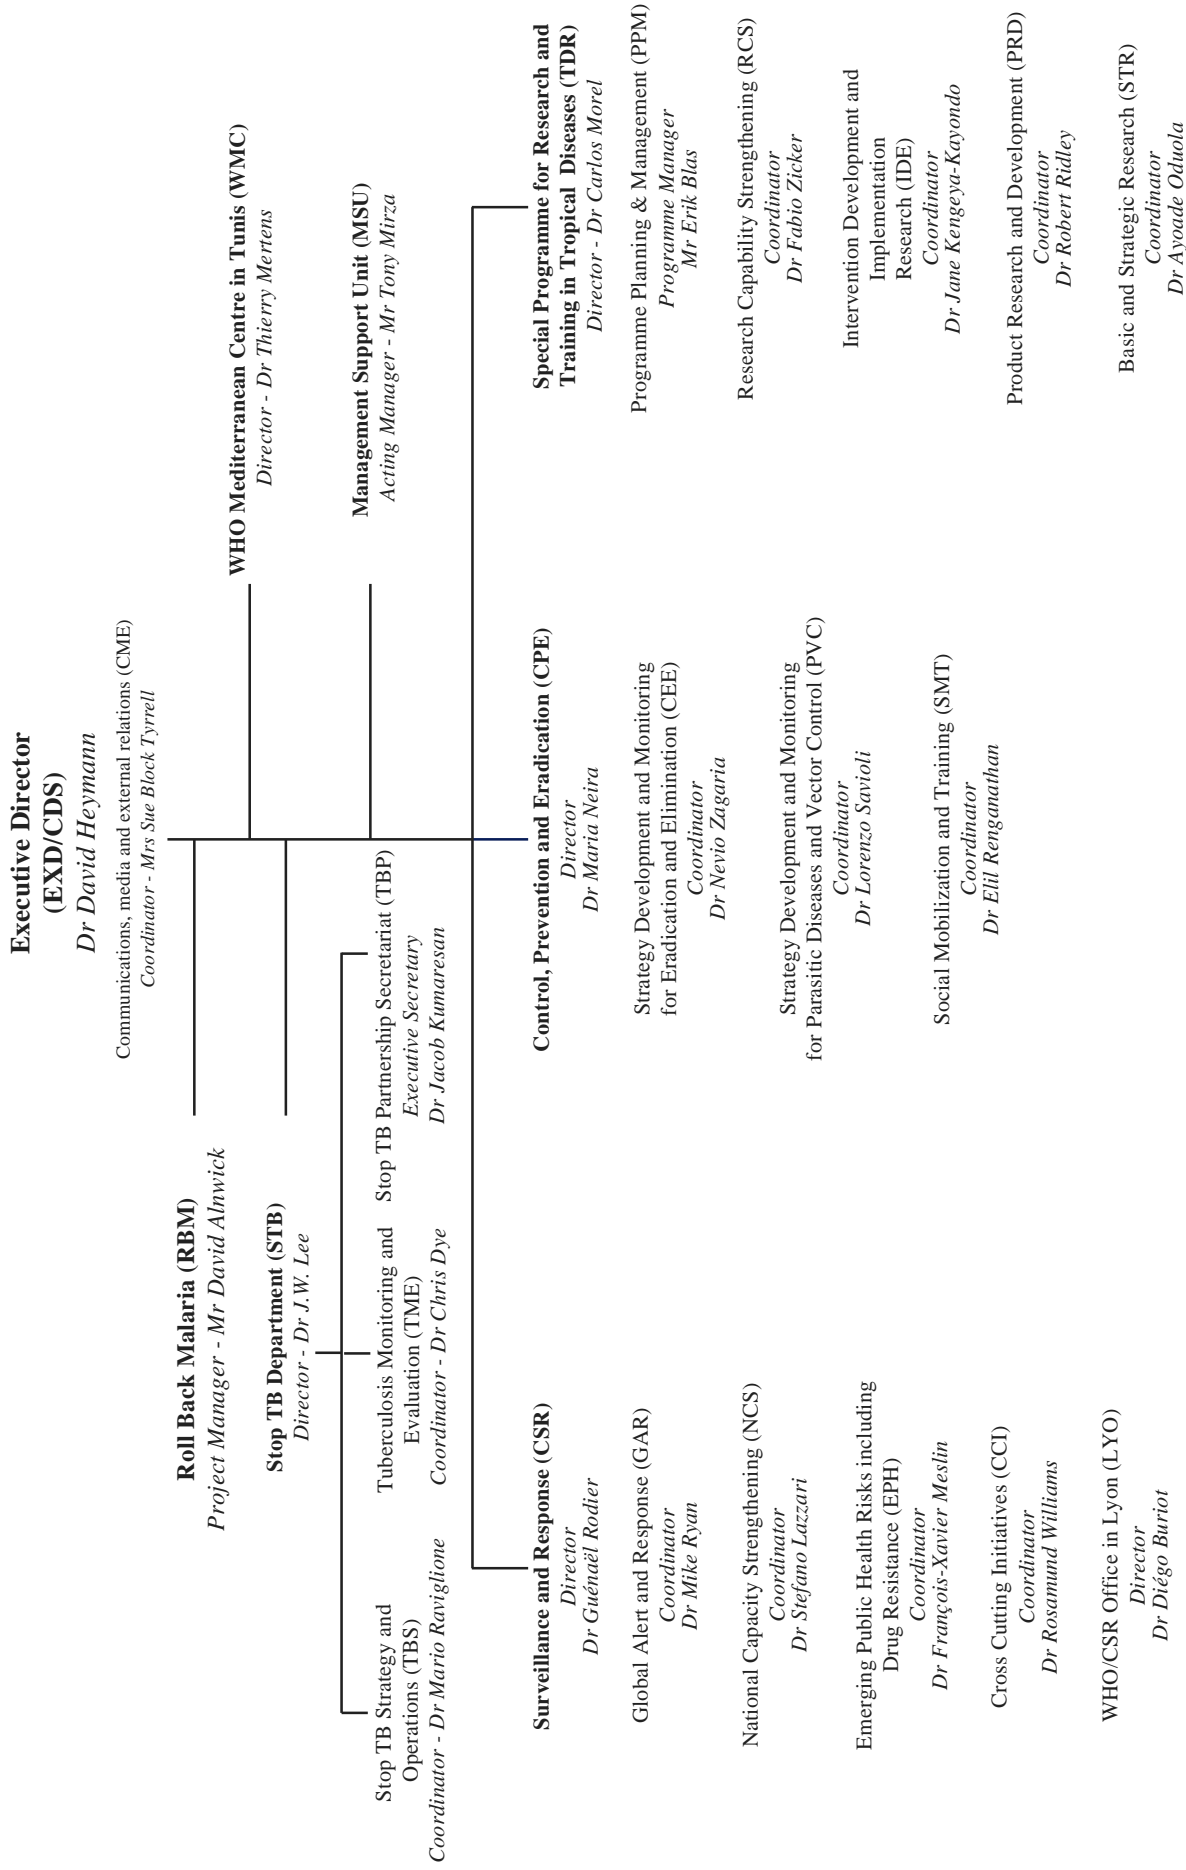 Executive Director
(EXD/CDS)
Dr David Heymann
Communications, media and external relations (CME)
Coordinator - Mrs Sue Block Tyrrell
Roll Back Malaria (RBM)
Project Manager - Mr David Alnwick
WHO Mediterranean Centre in Tunis (WMC)
Director - Dr Thierry Mertens
Stop TB Department (STB)
Director - Dr J.W. Lee
Management Support Unit (MSU)
Acting Manager - Mr Tony Mirza
Stop TB Strategy and
Operations (TBS)
Coordinator - Dr Mario Raviglione
Tuberculosis Monitoring and
Evaluation (TME)
Coordinator - Dr Chris Dye
Stop TB Partnership Secretariat (TBP)
Executive Secretary
Dr Jacob Kumaresan
Surveillance and Response (CSR)
Director
Dr Guénaël Rodier
Global Alert and Response (GAR)
Coordinator
Dr Mike Ryan
National Capacity Strengthening (NCS)
Coordinator
Dr Stefano Lazzari
Emerging Public Health Risks including
Drug Resistance (EPH)
Coordinator
Dr François-Xavier Meslin
Cross Cutting Initiatives (CCI)
Coordinator
Dr Rosamund Williams
WHO/CSR Office in Lyon (LYO)
Director
Dr Diégo Buriot
Control, Prevention and Eradication (CPE)
Director
Dr Maria Neira
Strategy Development and Monitoring
for Eradication and Elimination (CEE)
Coordinator
Dr Nevio Zagaria
Strategy Development and Monitoring
for Parasitic Diseases and Vector Control (PVC)
Coordinator
Dr Lorenzo Savioli
Social Mobilization and Training (SMT)
Coordinator
Dr Elil Renganathan
Special Programme for Research and
Training in Tropical Diseases (TDR)
Director - Dr Carlos Morel
Programme Planning & Management (PPM)
Programme Manager
Mr Erik Blas
Research Capability Strengthening (RCS)
Coordinator
Dr Fabio Zicker
Intervention Development and
Implementation
Research (IDE)
Coordinator
Dr Jane Kengeya-Kayondo
Product Research and Development (PRD)
Coordinator
Dr Robert Ridley
Basic and Strategic Research (STR)
Coordinator
Dr Ayoade Oduola